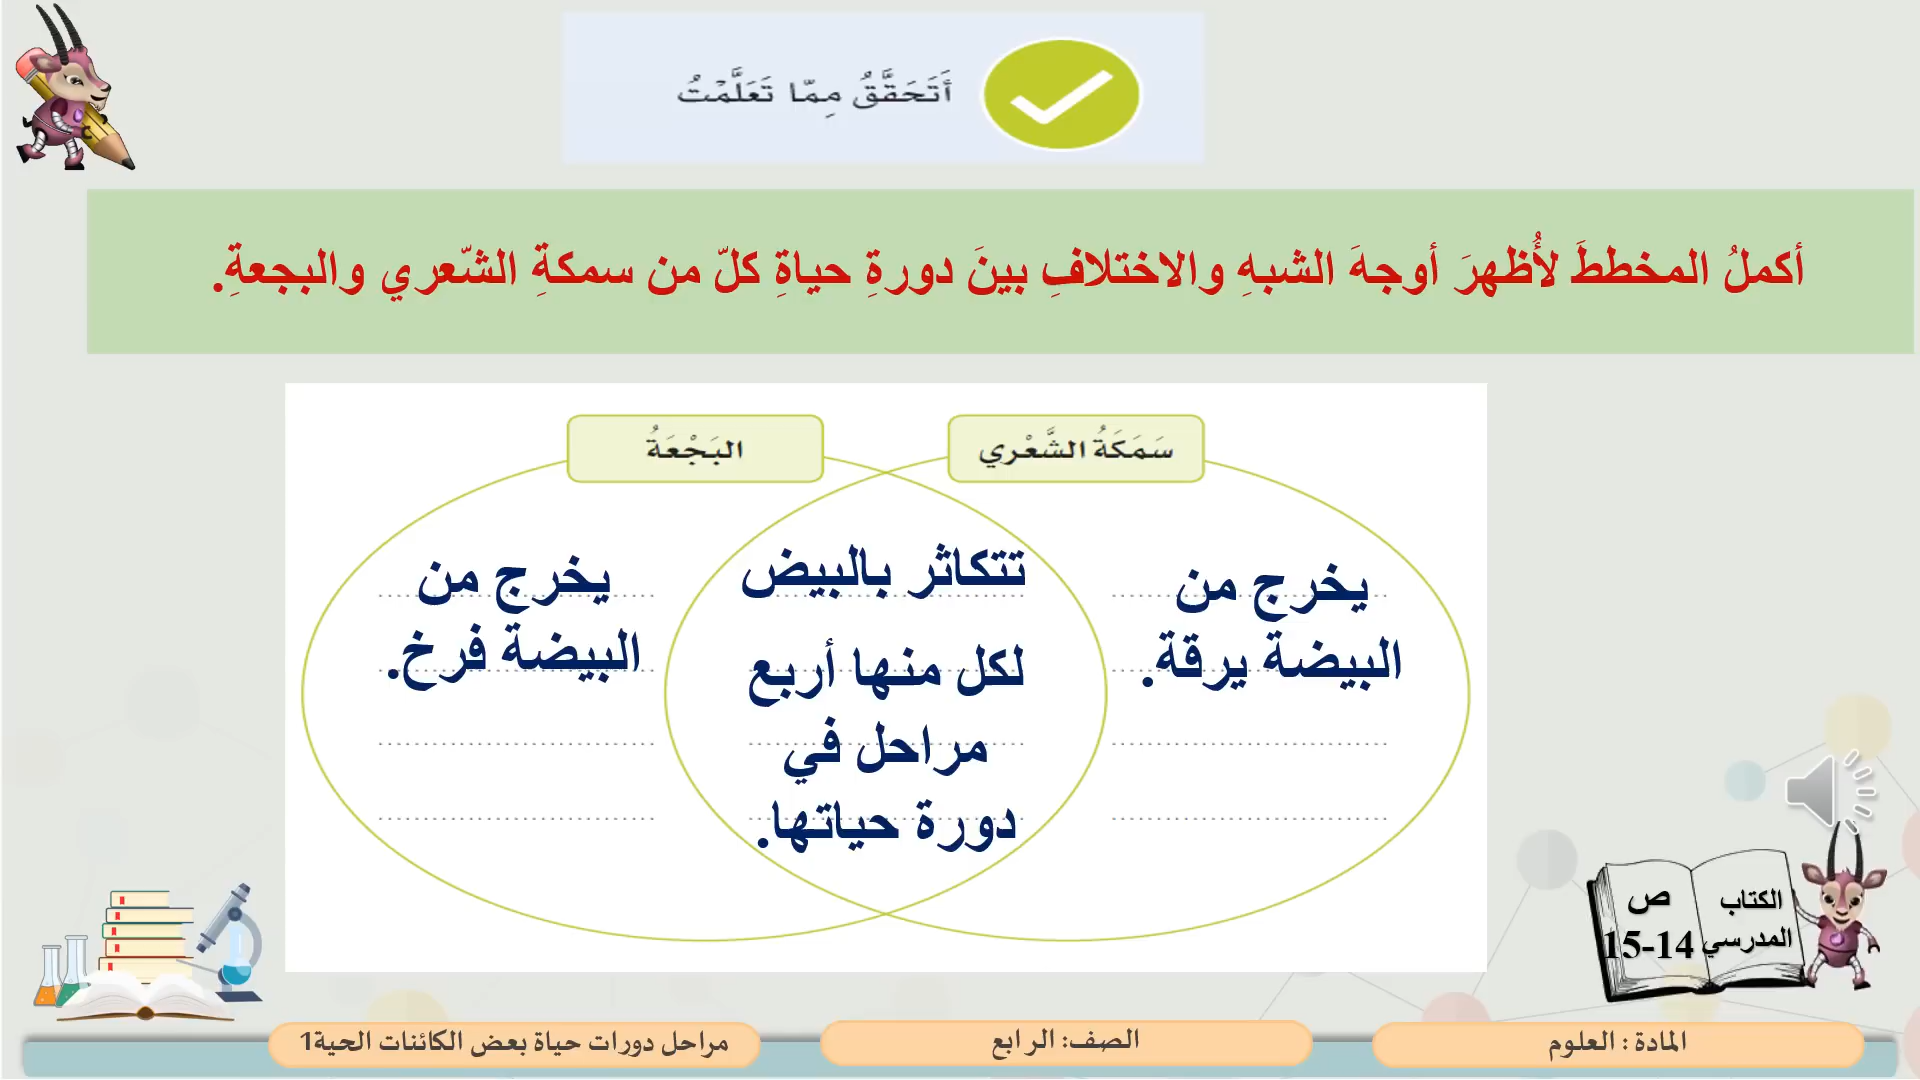 أَتَحَقَّقُ مِمّا تَعَلَّمْتُ
أكملُ المخططَ لأُظهرَ أوجهَ الشبهِ والاختلافِ بينَ دورةِ حياةِ كلّ من سمكةِ الشّعري والبجعةِ.
سَمَكَةُ الشَّعْري
البَجْعَةُ
يخرج من
البيضة يرقة.
تتكاثر بالبيض
لكل منها أربع
مراحل في
دورة حياتها.
يخرج من
البيضة فرخ.
الكتاب
المدرسي
ص
14-15
المادة : العلوم
الصف: الرابع
مراحل دورات حياة بعض الكائنات الحية1